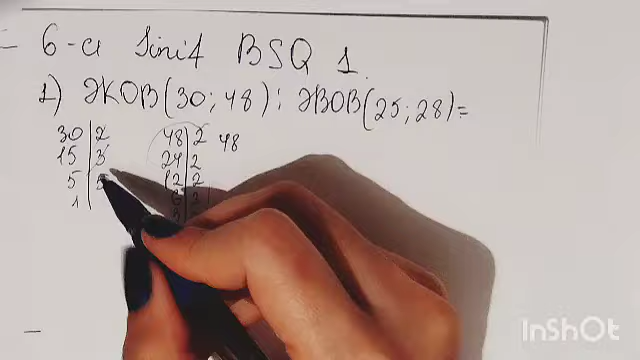 6-cı Sinif BSQ 1.
1) ƏKOB(30; 48) : ƏBOB(25; 28)=
30 2 48 2 48
15 3 24 2
5 5 12 2
1 6 2
InShOt